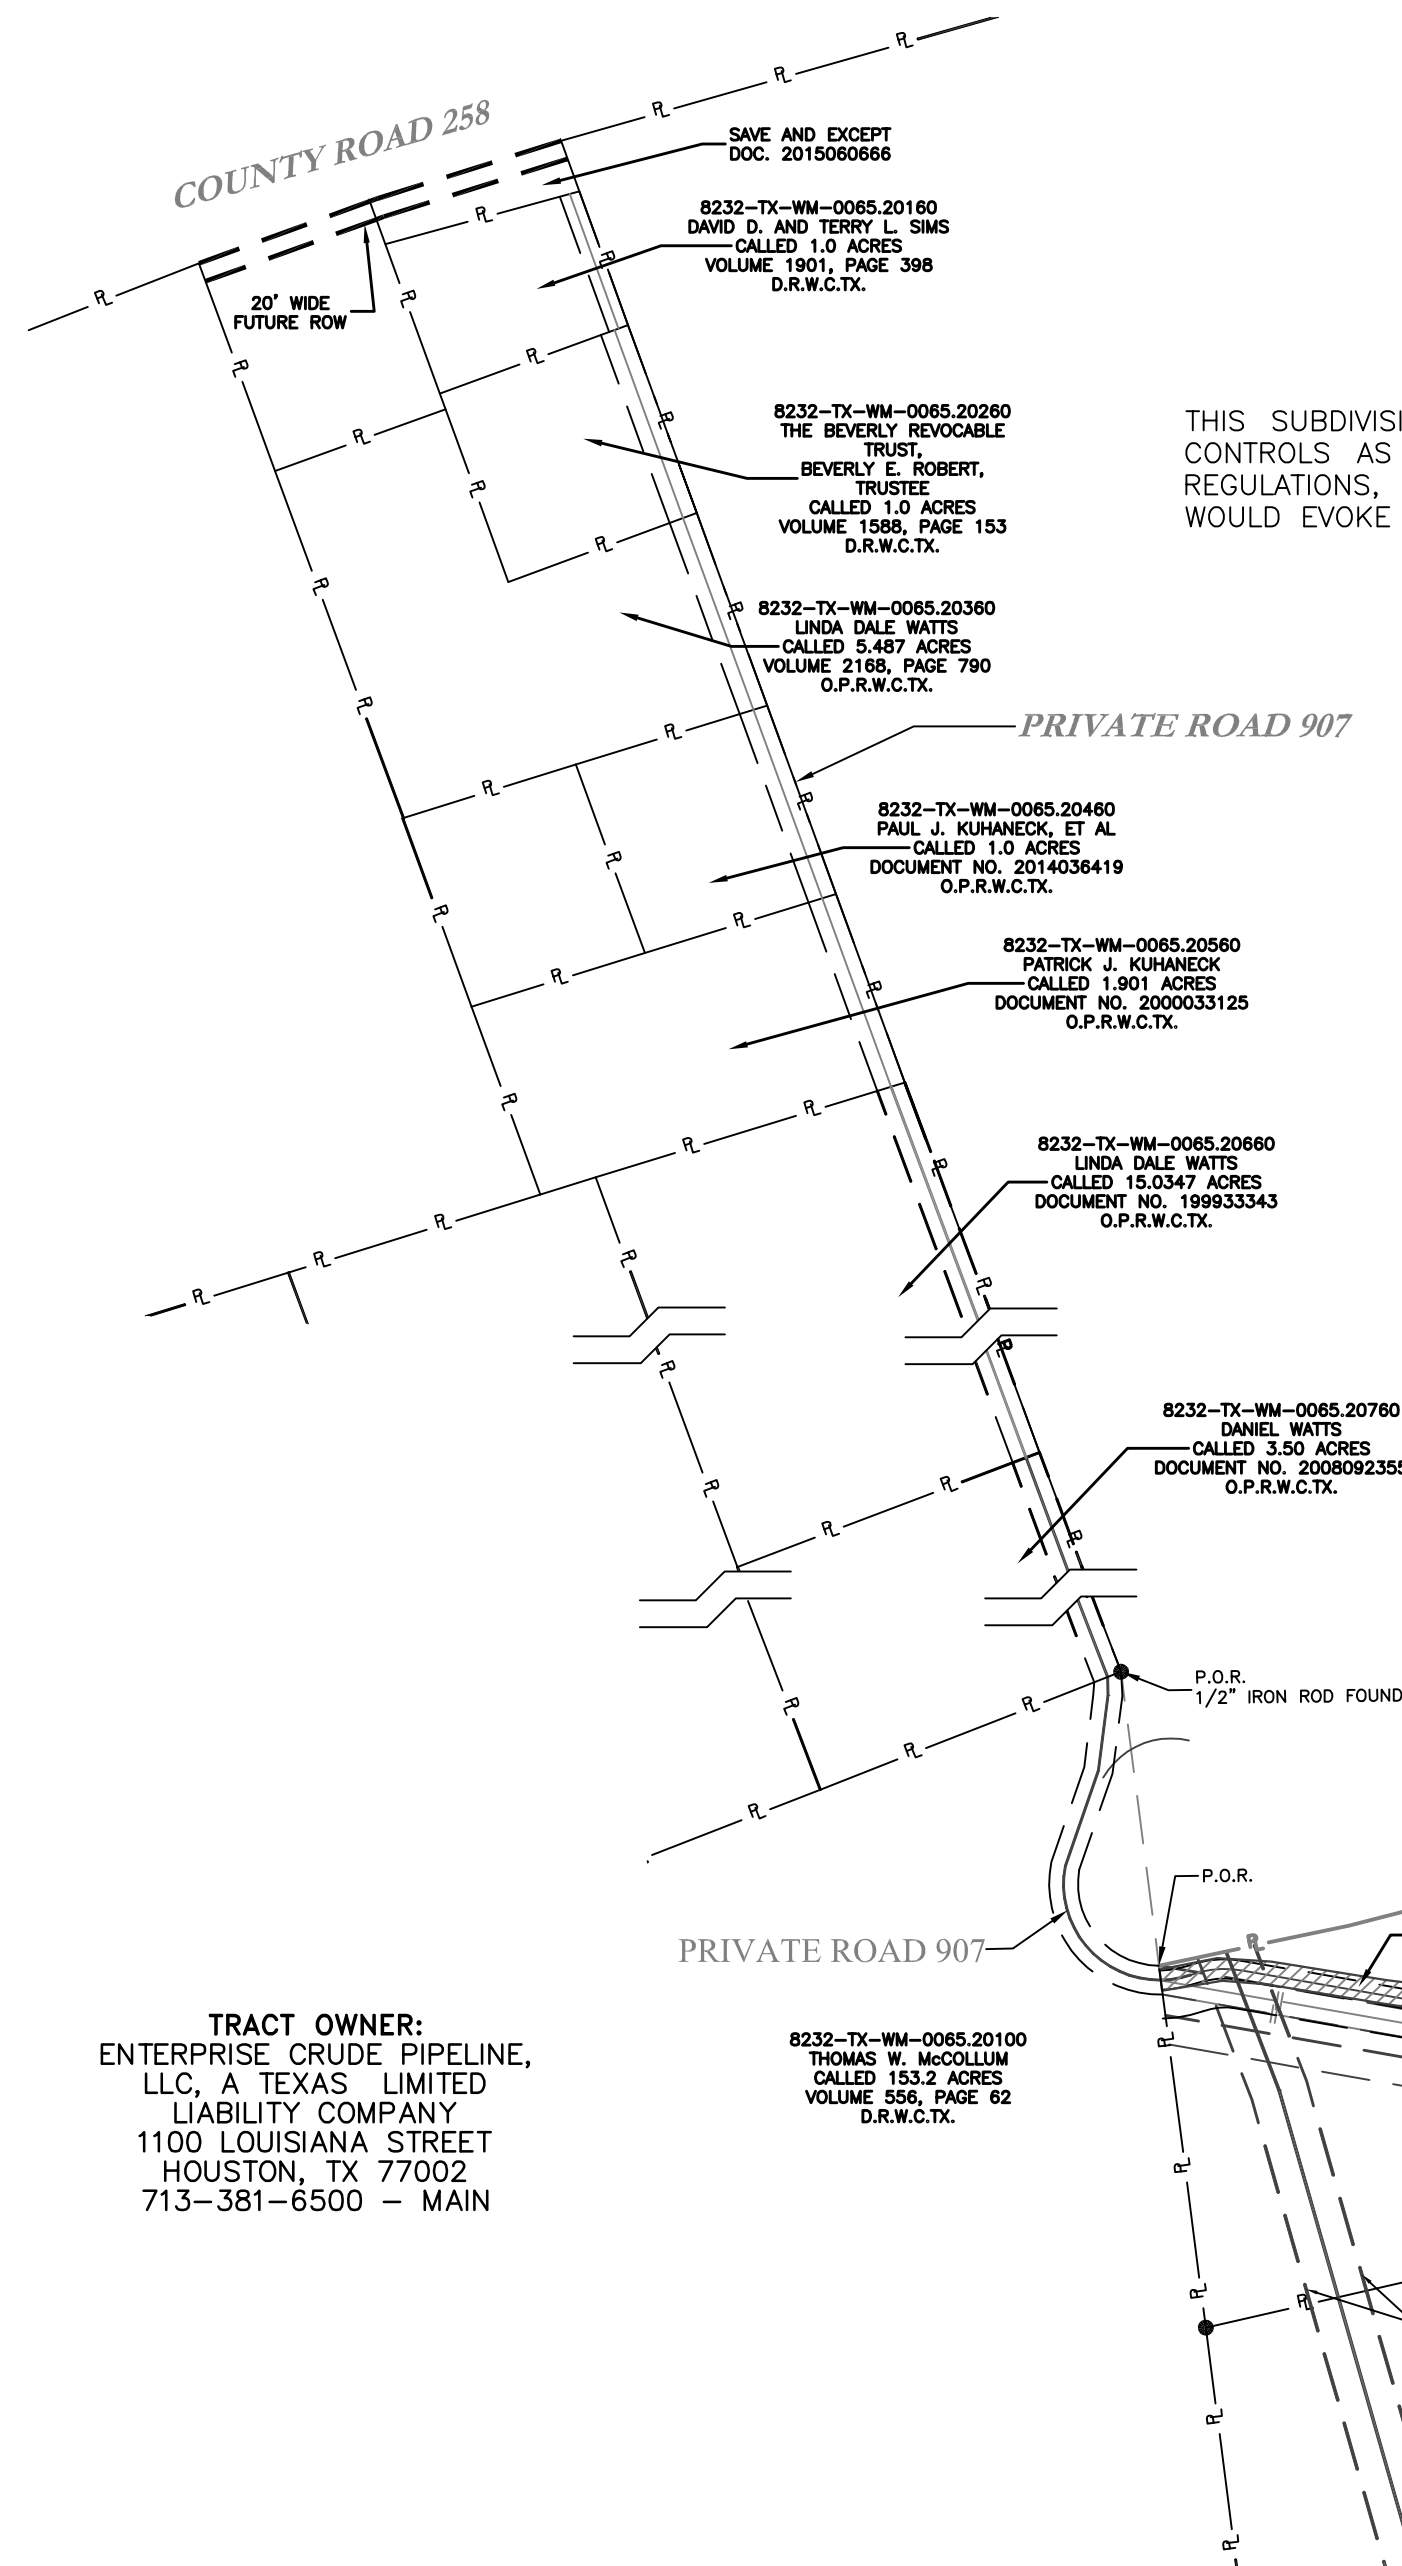 COUNTY ROAD 258
SAVE AND EXCEPT
DOC. 2015060666
8232-TX-WM-0065.20160
DAVID D. AND TERRY L. SIMS
CALLED 1.0 ACRES
VOLUME 1901, PAGE 398
D.R.W.C.TX.
20' WIDE
FUTURE ROW
8232-TX-WM-0065.20260
THE BEVERLY REVOCABLE
TRUST,
BEVERLY E. ROBERT,
TRUSTEE
CALLED 1.0 ACRES
VOLUME 1588, PAGE 153
D.R.W.C.TX.
THIS SUBDIVISI
CONTROLS AS
REGULATIONS,
WOULD EVOKE
8232-TX-WM-0065.20360
LINDA DALE WATTS
CALLED 5.487 ACRES
VOLUME 2168, PAGE 790
O.P.R.W.C.TX.
PRIVATE ROAD 907
8232-TX-WM-0065.20460
PAUL J. KUHANECK, ET AL
CALLED 1.0 ACRES
DOCUMENT NO. 2014036419
O.P.R.W.C.TX.
8232-TX-WM-0065.20560
PATRICK J. KUHANECK
CALLED 1.901 ACRES
DOCUMENT NO. 2000033125
O.P.R.W.C.TX.
8232-TX-WM-0065.20660
LINDA DALE WATTS
CALLED 15.0347 ACRES
DOCUMENT NO. 199933343
O.P.R.W.C.TX.
8232-TX-WM-0065.20760
DANIEL WATTS
CALLED 3.50 ACRES
DOCUMENT NO. 2008092355
O.P.R.W.C.TX.
P.O.R.
1/2" IRON ROD FOUND
P.O.R.
PRIVATE ROAD 907
8232-TX-WM-0065.20100
THOMAS W. McCOLLUM
CALLED 153.2 ACRES
VOLUME 556, PAGE 62
D.R.W.C.TX.
TRACT OWNER:
ENTERPRISE CRUDE PIPELINE,
LLC, A TEXAS LIMITED
LIABILITY COMPANY
1100 LOUISIANA STREET
HOUSTON, TX 77002
713-381-6500 - MAIN